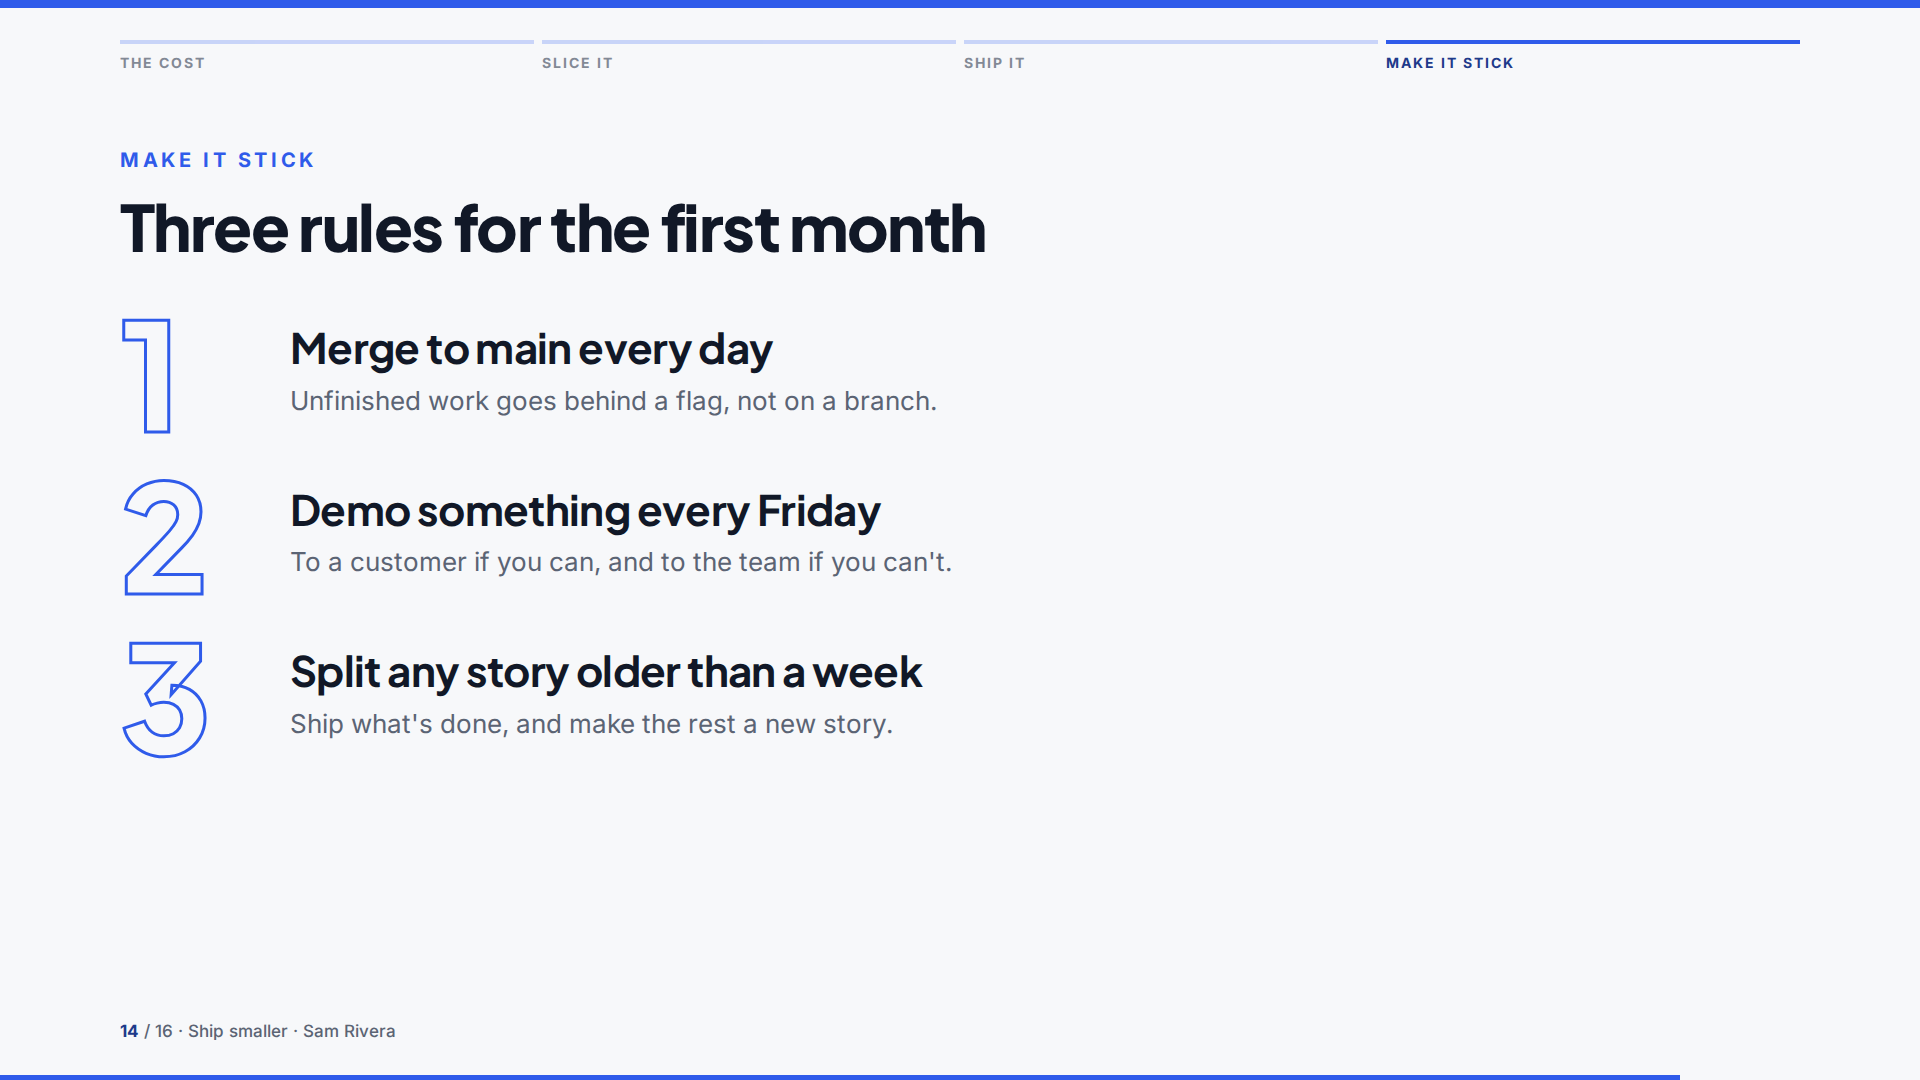 THE COST
SLICE IT
SHIP IT
MAKE IT STICK
MAKE IT STICK
Three rules for the first month
1
Merge to main every day
Unfinished work goes behind a flag, not on a branch.
2
Demo something every Friday
To a customer if you can, and to the team if you can't.
3
Split any story older than a week
Ship what's done, and make the rest a new story.
14 / 16 · Ship smaller · Sam Rivera